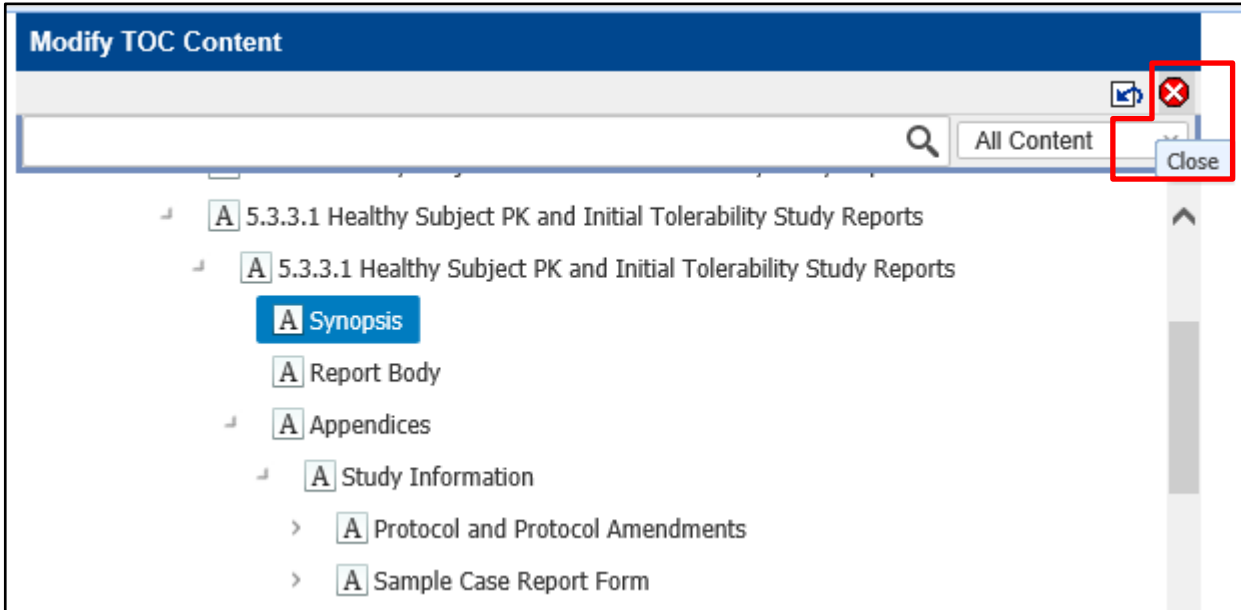 Modify TOC Content
All Content
Close
A 5.3.3.1 Healthy Subject PK and Initial Tolerability Study Reports
A 5.3.3.1 Healthy Subject PK and Initial Tolerability Study Reports
A Synopsis
A Report Body
A Appendices
A Study Information
A Protocol and Protocol Amendments
A Sample Case Report Form